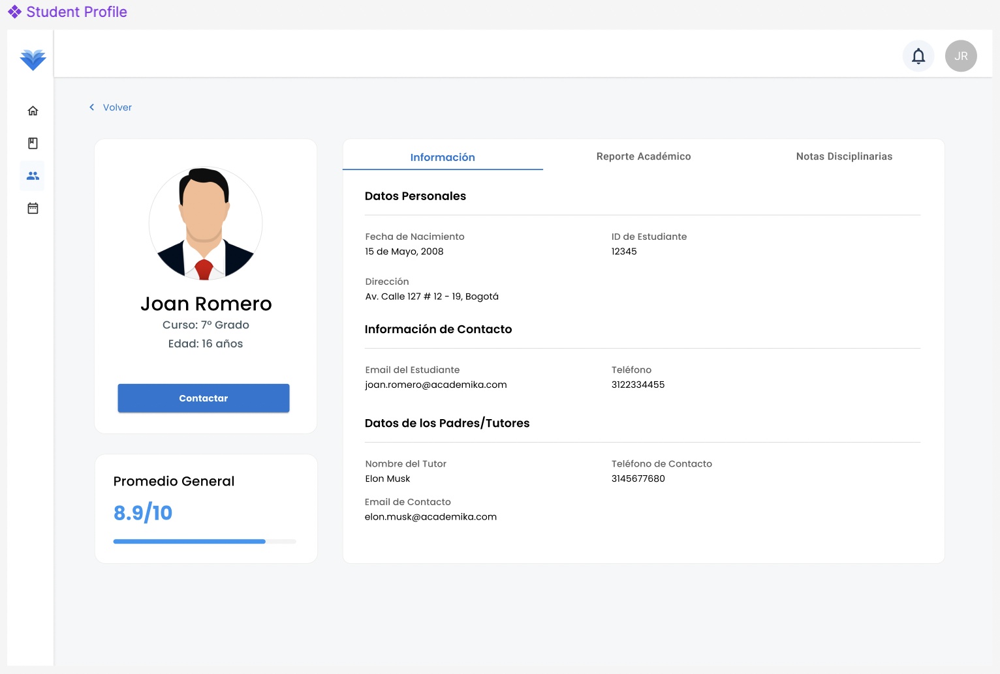 Student Profile
JR
Volver
Joan Romero
Curso: 7º Grado
Edad: 16 años
Contactar
Promedio General
8.9/10
Información
Reporte Académico
Notas Disciplinarias
Datos Personales
Fecha de Nacimiento
15 de Mayo, 2008
ID de Estudiante
12345
Dirección
Av. Calle 127 # 12 - 19, Bogotá
Información de Contacto
Email del Estudiante
joan.romero@academika.com
Teléfono
3122334455
Datos de los Padres/Tutores
Nombre del Tutor
Elon Musk
Teléfono de Contacto
3145677680
Email de Contacto
elon.musk@academika.com